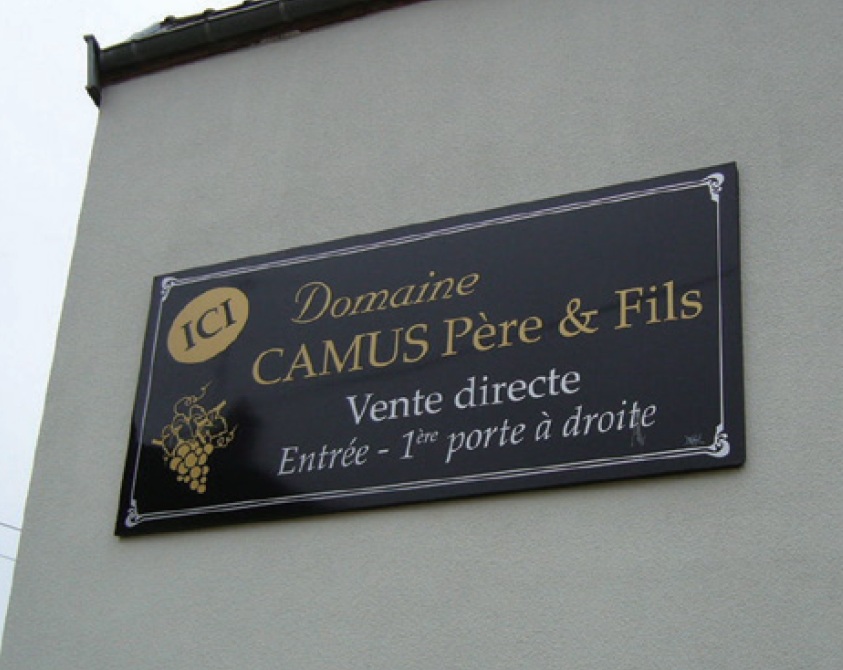 ICI
Domaine
CAMUS Père & Fils
Vente directe
Entrée - 1ère porte à droite